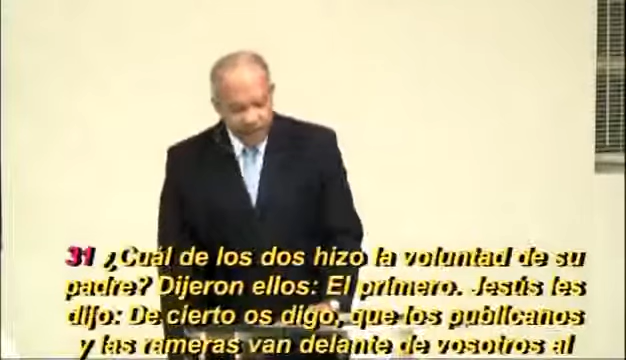 31 ¿Cuál de los dos hizo la voluntad de su
padre? Dijeron ellos: El primero. Jesús les
dijo: De cierto os digo, que los publicanos
y las rameras van delante de vosotros al